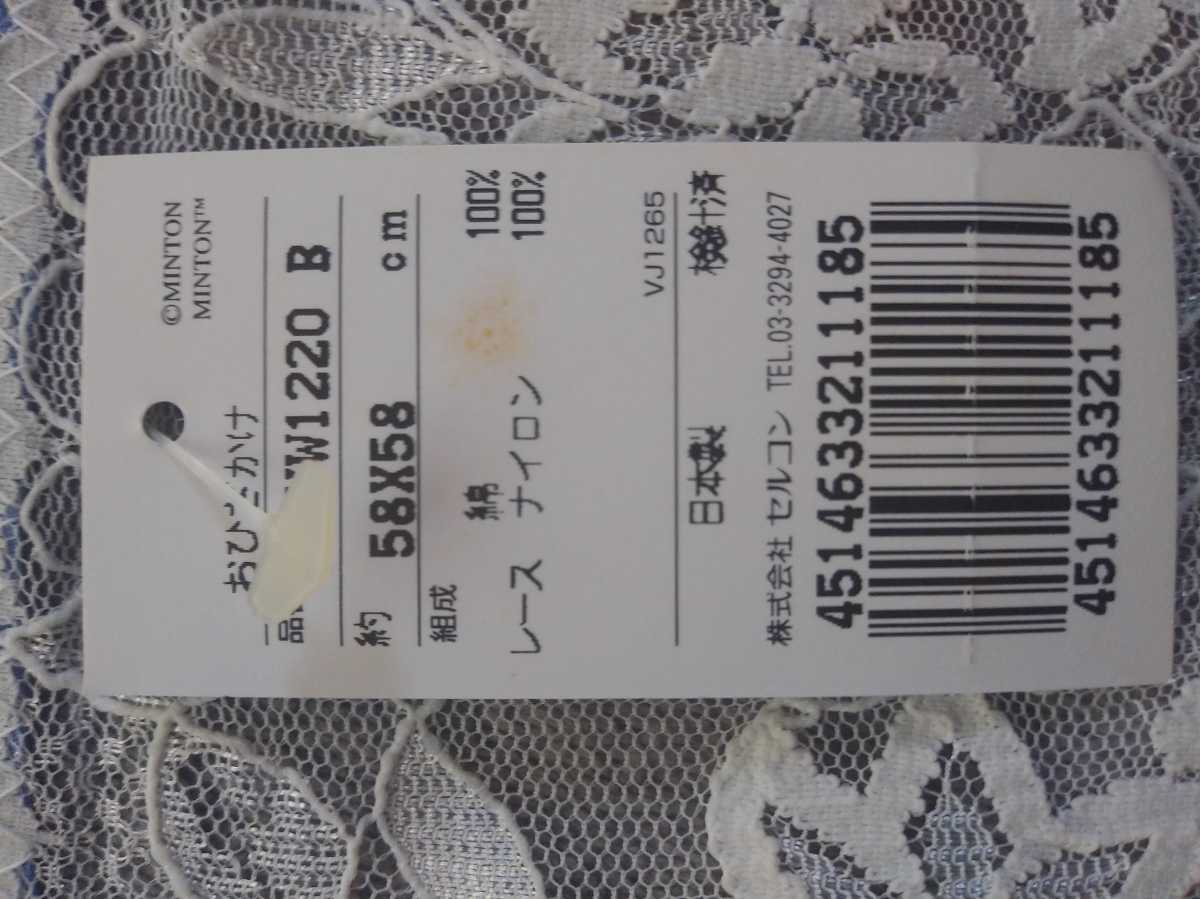 ©MINTON
MINTON™
おひざかけ
品 W1220 B
約 58X58 cm
組成
綿 100%
レース ナイロン 100%
VJ1265
日本製 検針済
株式会社 セルコン TEL.03-3294-4027
4514633211185
4514633211185